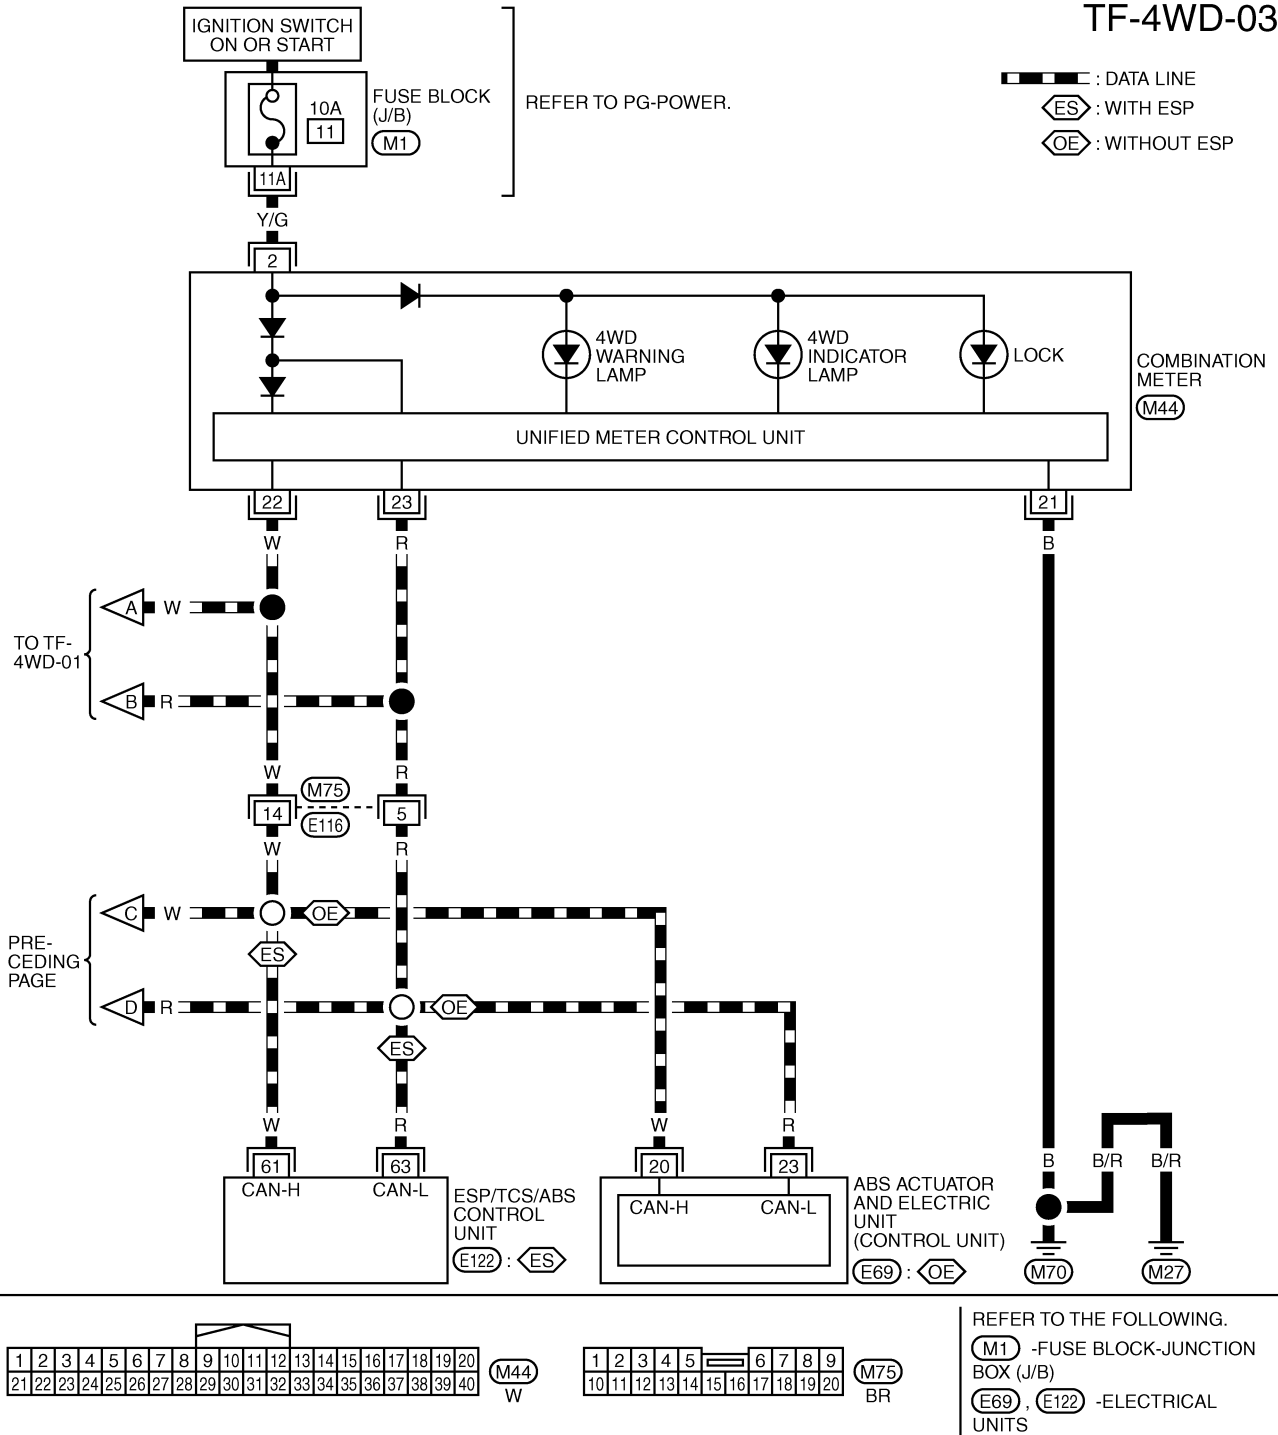 TF-4WD-03
IGNITION SWITCH
ON OR START
10A
11
FUSE BLOCK
(J/B)
M1
REFER TO PG-POWER.
: DATA LINE
ES : WITH ESP
OE : WITHOUT ESP
11A
Y/G
2
4WD
WARNING
LAMP
4WD
INDICATOR
LAMP
LOCK
COMBINATION
METER
M44
UNIFIED METER CONTROL UNIT
22 23 21
W R B
A W
TO TF-
4WD-01
B R
W R
M75
14 5
E116
W R
C W OE
PRE-
CEDING
PAGE
ES
D R OE
ES
W R W R
B B/R B/R
61 63 20 23
CAN-H CAN-L
ESP/TCS/ABS
CONTROL
UNIT
E122 : ES
CAN-H CAN-L
ABS ACTUATOR
AND ELECTRIC
UNIT
(CONTROL UNIT)
E69 : OE
M70 M27
1 2 3 4 5 6 7 8 9 10 11 12 13 14 15 16 17 18 19 20
21 22 23 24 25 26 27 28 29 30 31 32 33 34 35 36 37 38 39 40
M44
W
1 2 3 4 5 6 7 8 9
10 11 12 13 14 15 16 17 18 19 20
M75
BR
REFER TO THE FOLLOWING.
M1 -FUSE BLOCK-JUNCTION
BOX (J/B)
E69 , E122 -ELECTRICAL
UNITS